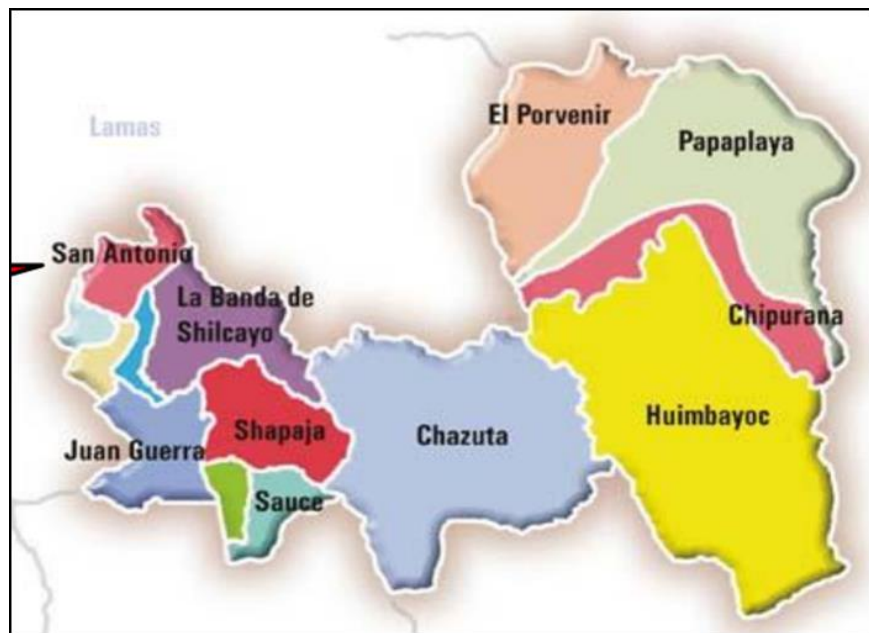 El Porvenir
Papaplaya
Lamas
San Antonio
La Banda de
Shilcayo
Chipurana
Huimbayoc
Juan Guerra
Shapaja
Chazuta
Sauce